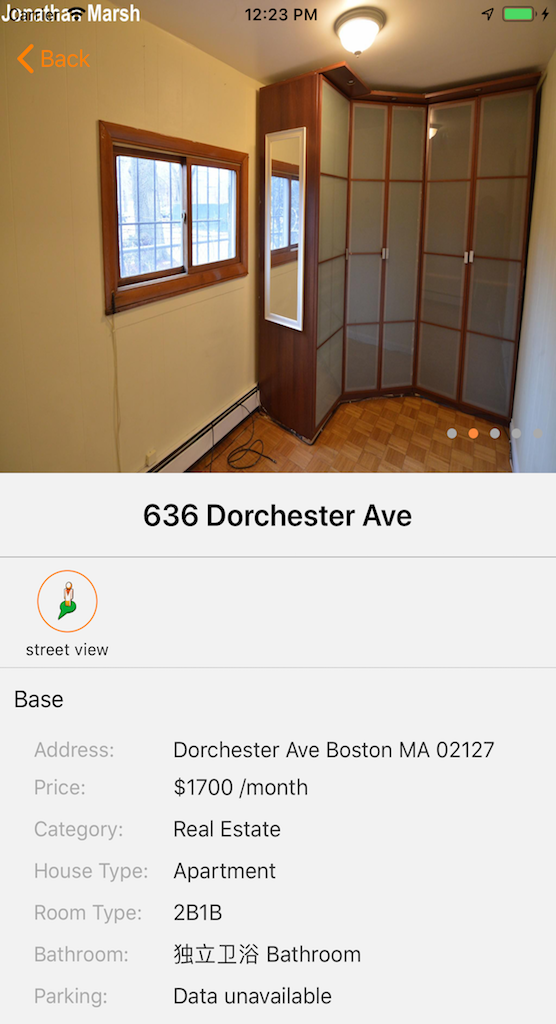 Jonathan Marsh
12:23 PM
Back
636 Dorchester Ave
street view
Base
Address: Dorchester Ave Boston MA 02127
Price: $1700 /month
Category: Real Estate
House Type: Apartment
Room Type: 2B1B
Bathroom: 独立卫浴 Bathroom
Parking: Data unavailable